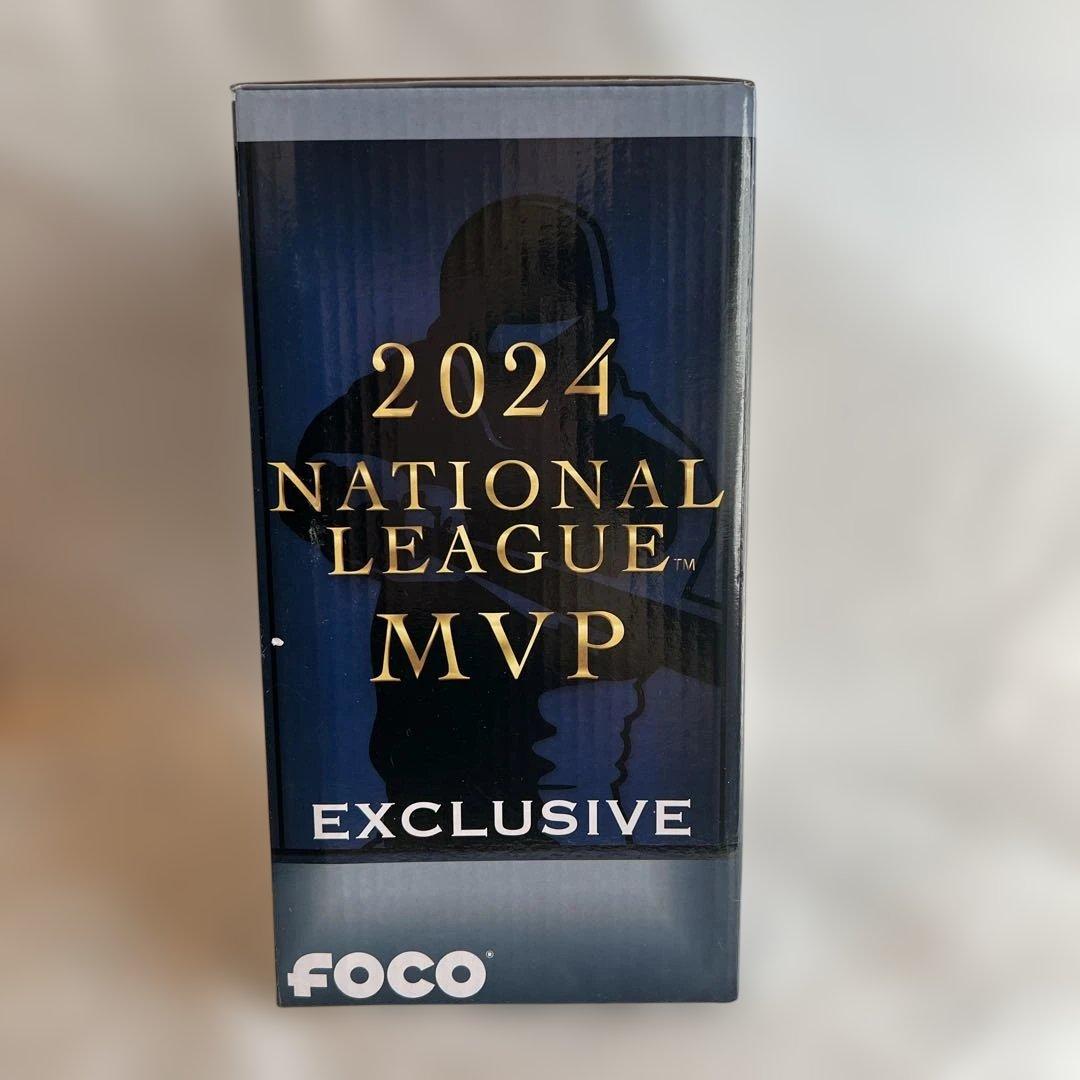 2024
NATIONAL
LEAGUE™
MVP
EXCLUSIVE
FOCO®